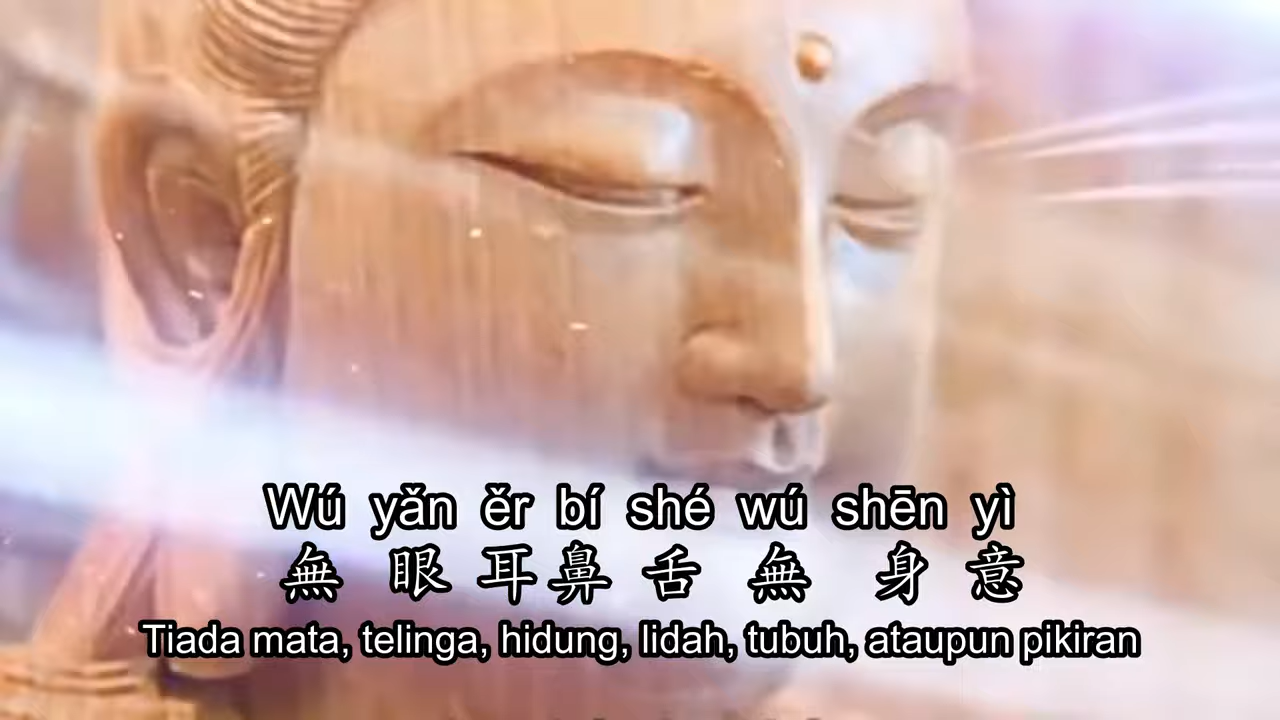 Wú yǎn ěr bí shé wú shēn yì
無 眼 耳 鼻 舌 無 身 意
Tiada mata, telinga, hidung, lidah, tubuh, ataupun pikiran